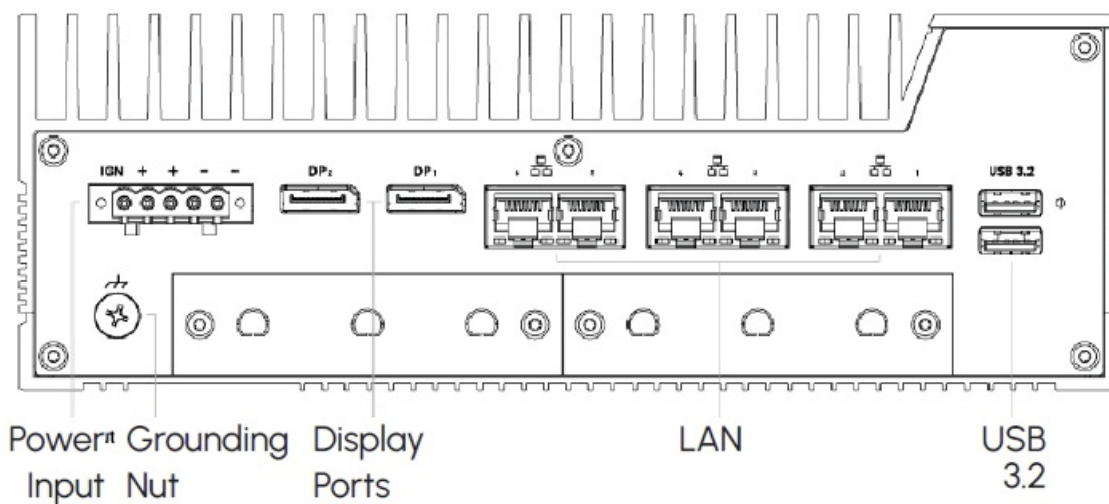 IGN + + − −
DP₂
DP₁
USB 3.2
Power
Input
Grounding
Nut
Display
Ports
LAN
USB
3.2